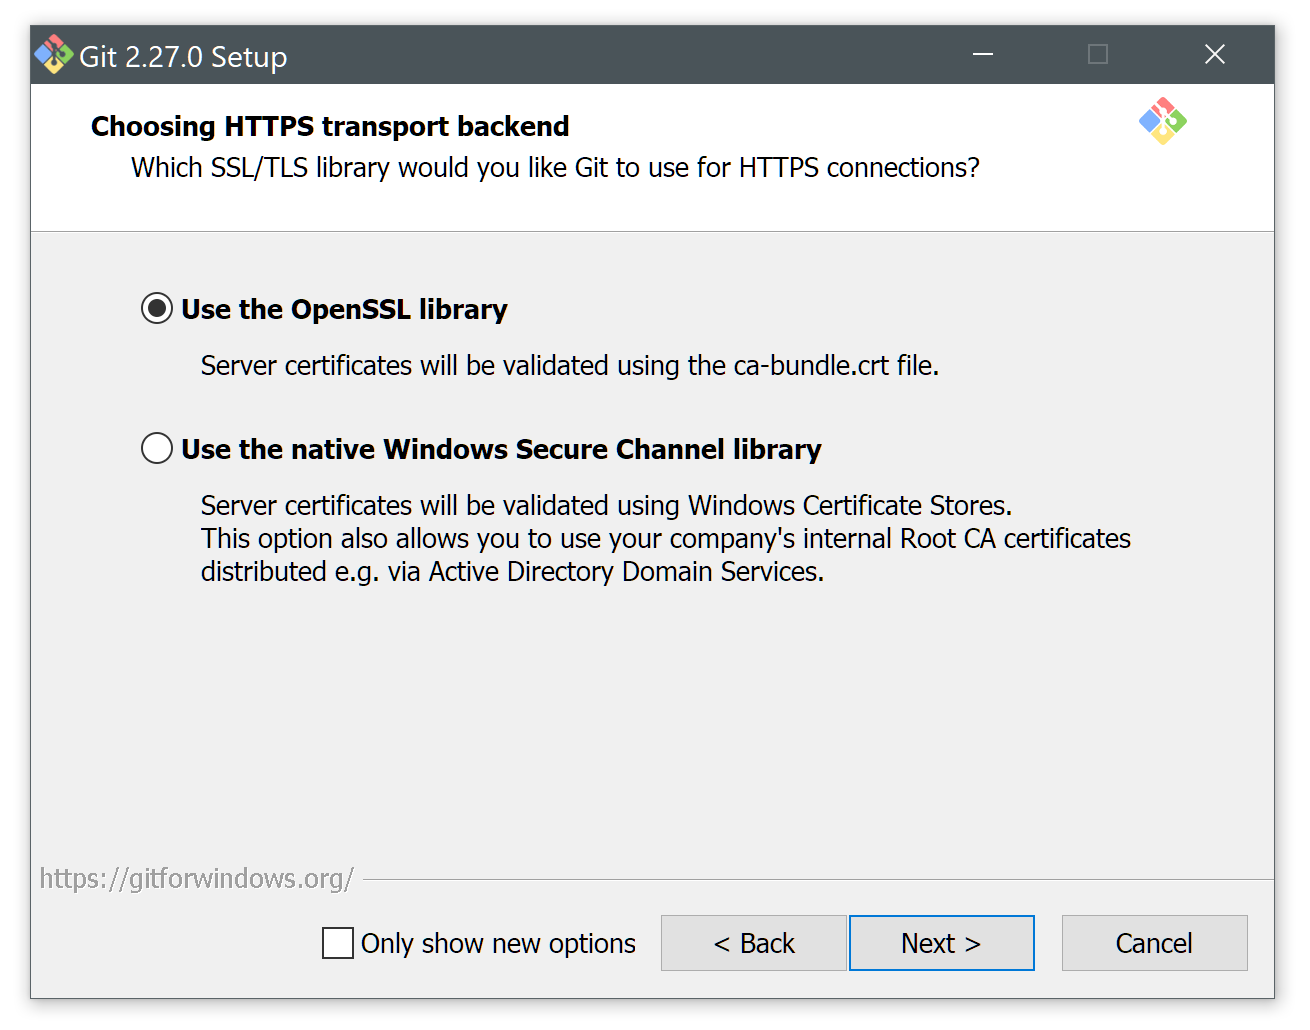 Git 2.27.0 Setup
Choosing HTTPS transport backend
Which SSL/TLS library would you like Git to use for HTTPS connections?
Use the OpenSSL library
Server certificates will be validated using the ca-bundle.crt file.
Use the native Windows Secure Channel library
Server certificates will be validated using Windows Certificate Stores.
This option also allows you to use your company's internal Root CA certificates
distributed e.g. via Active Directory Domain Services.
https://gitforwindows.org/
Only show new options
< Back
Next >
Cancel